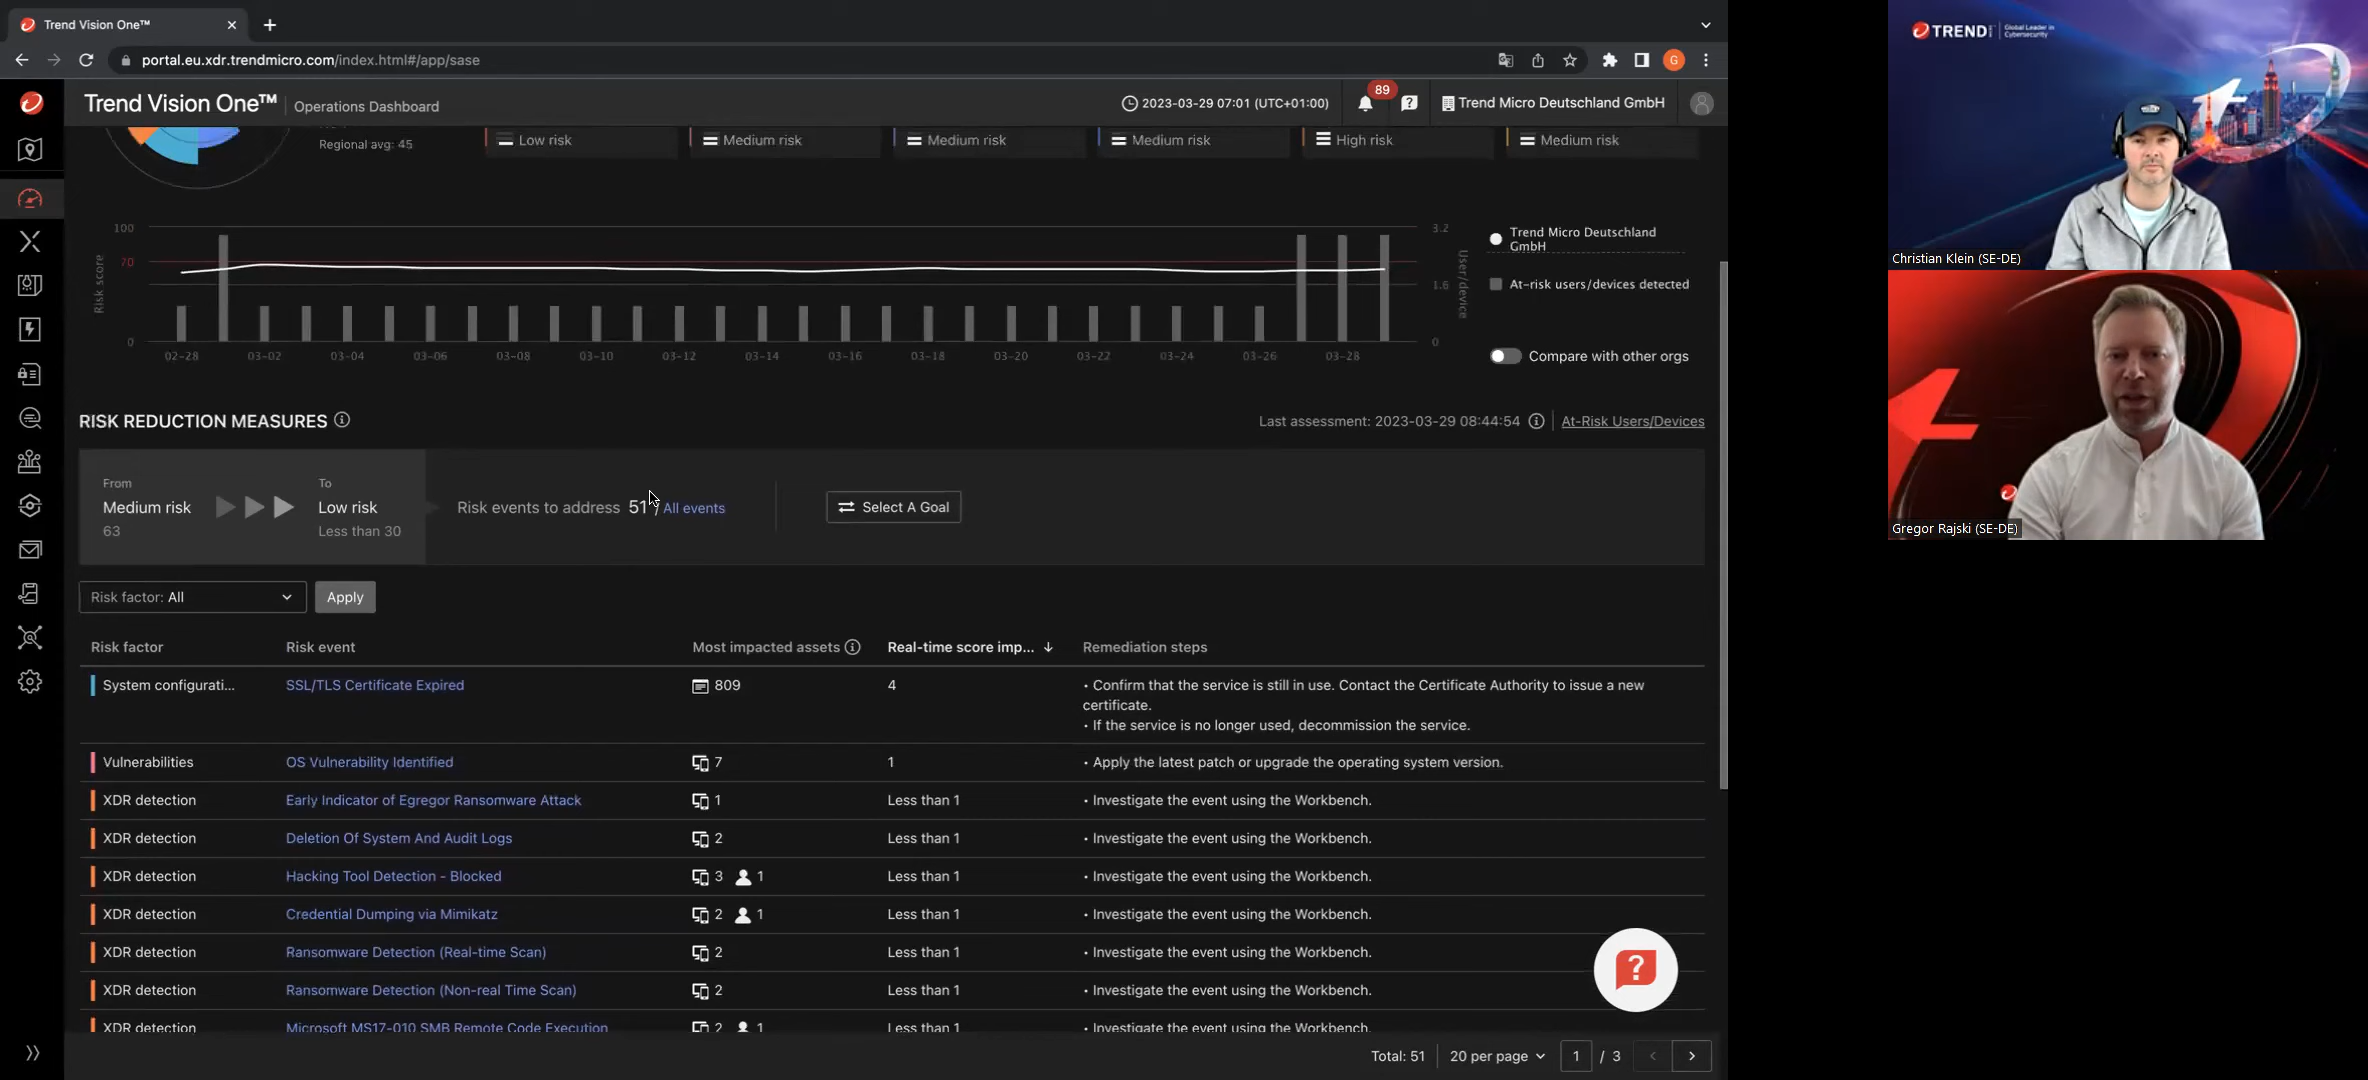 Trend Vision One™
portal.eu.xdr.trendmicro.com/index.html#/app/sase
G
Trend Vision One™ | Operations Dashboard
2023-03-29 07:01 (UTC+01:00)
89
Trend Micro Deutschland GmbH
Regional avg: 45
Low risk
Medium risk
Medium risk
Medium risk
High risk
Medium risk
Risk score
100
70
0
3.2
1.6
0
User/device
02-28
03-02
03-04
03-06
03-08
03-10
03-12
03-14
03-16
03-18
03-20
03-22
03-24
03-26
03-28
Trend Micro Deutschland
GmbH
At-risk users/devices detected
Compare with other orgs
RISK REDUCTION MEASURES
Last assessment: 2023-03-29 08:44:54
At-Risk Users/Devices
From
Medium risk
63
To
Low risk
Less than 30
Risk events to address 51 / All events
Select A Goal
Risk factor: All
Apply
Risk factor
Risk event
Most impacted assets
Real-time score imp...
Remediation steps
System configurati...
SSL/TLS Certificate Expired
809
4
• Confirm that the service is still in use. Contact the Certificate Authority to issue a new
certificate.
• If the service is no longer used, decommission the service.
Vulnerabilities
OS Vulnerability Identified
7
1
• Apply the latest patch or upgrade the operating system version.
XDR detection
Early Indicator of Egregor Ransomware Attack
1
Less than 1
• Investigate the event using the Workbench.
XDR detection
Deletion Of System And Audit Logs
2
Less than 1
• Investigate the event using the Workbench.
XDR detection
Hacking Tool Detection - Blocked
3
1
Less than 1
• Investigate the event using the Workbench.
XDR detection
Credential Dumping via Mimikatz
2
1
Less than 1
• Investigate the event using the Workbench.
XDR detection
Ransomware Detection (Real-time Scan)
2
Less than 1
• Investigate the event using the Workbench.
XDR detection
Ransomware Detection (Non-real Time Scan)
2
Less than 1
• Investigate the event using the Workbench.
XDR detection
Microsoft MS17-010 SMB Remote Code Execution
2
1
Less than 1
• Investigate the event using the Workbench.
Total: 51
20 per page
1 / 3
TREND
Global Leader in
Cybersecurity
Christian Klein (SE-DE)
Gregor Rajski (SE-DE)